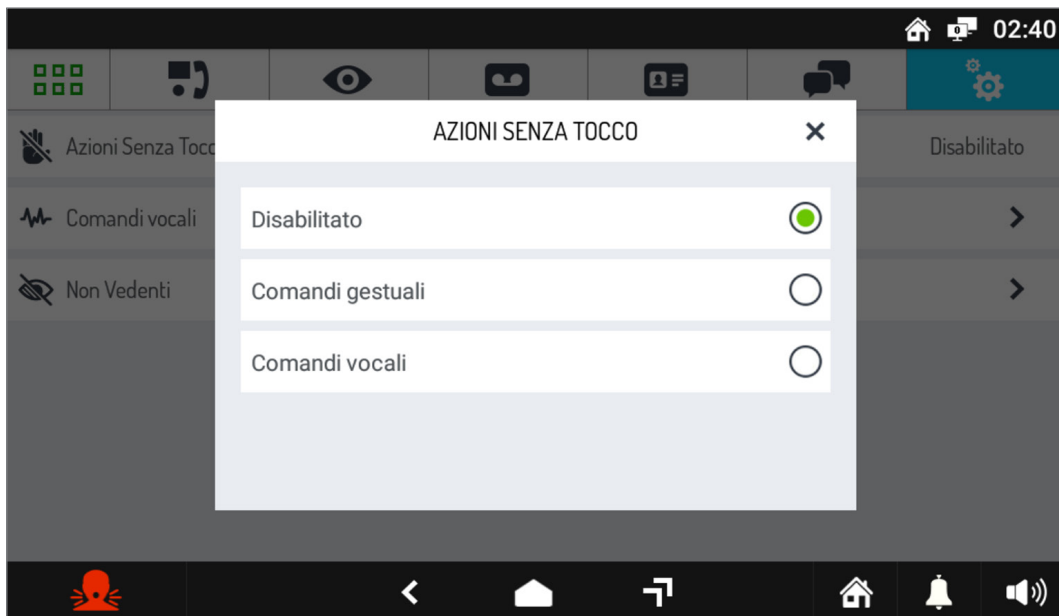 02:40
AZIONI SENZA TOCCO
Azioni Senza Tocc
Disabilitato
Disabilitato
Comandi vocali
Comandi gestuali
Non Vedenti
Comandi vocali